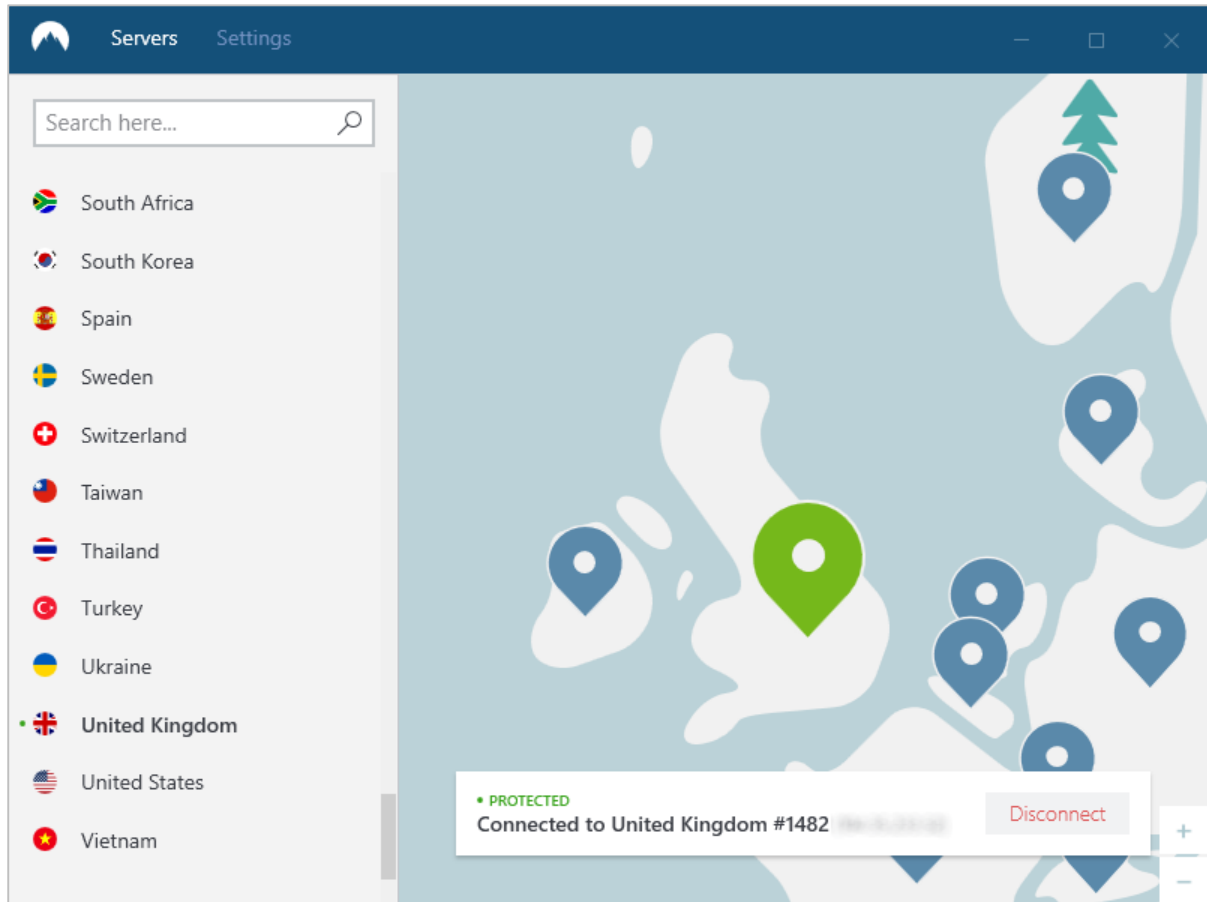 Servers Settings
Search here...
South Africa
South Korea
Spain
Sweden
Switzerland
Taiwan
Thailand
Turkey
Ukraine
United Kingdom
United States
Vietnam
• PROTECTED
Connected to United Kingdom #1482
Disconnect
+
−